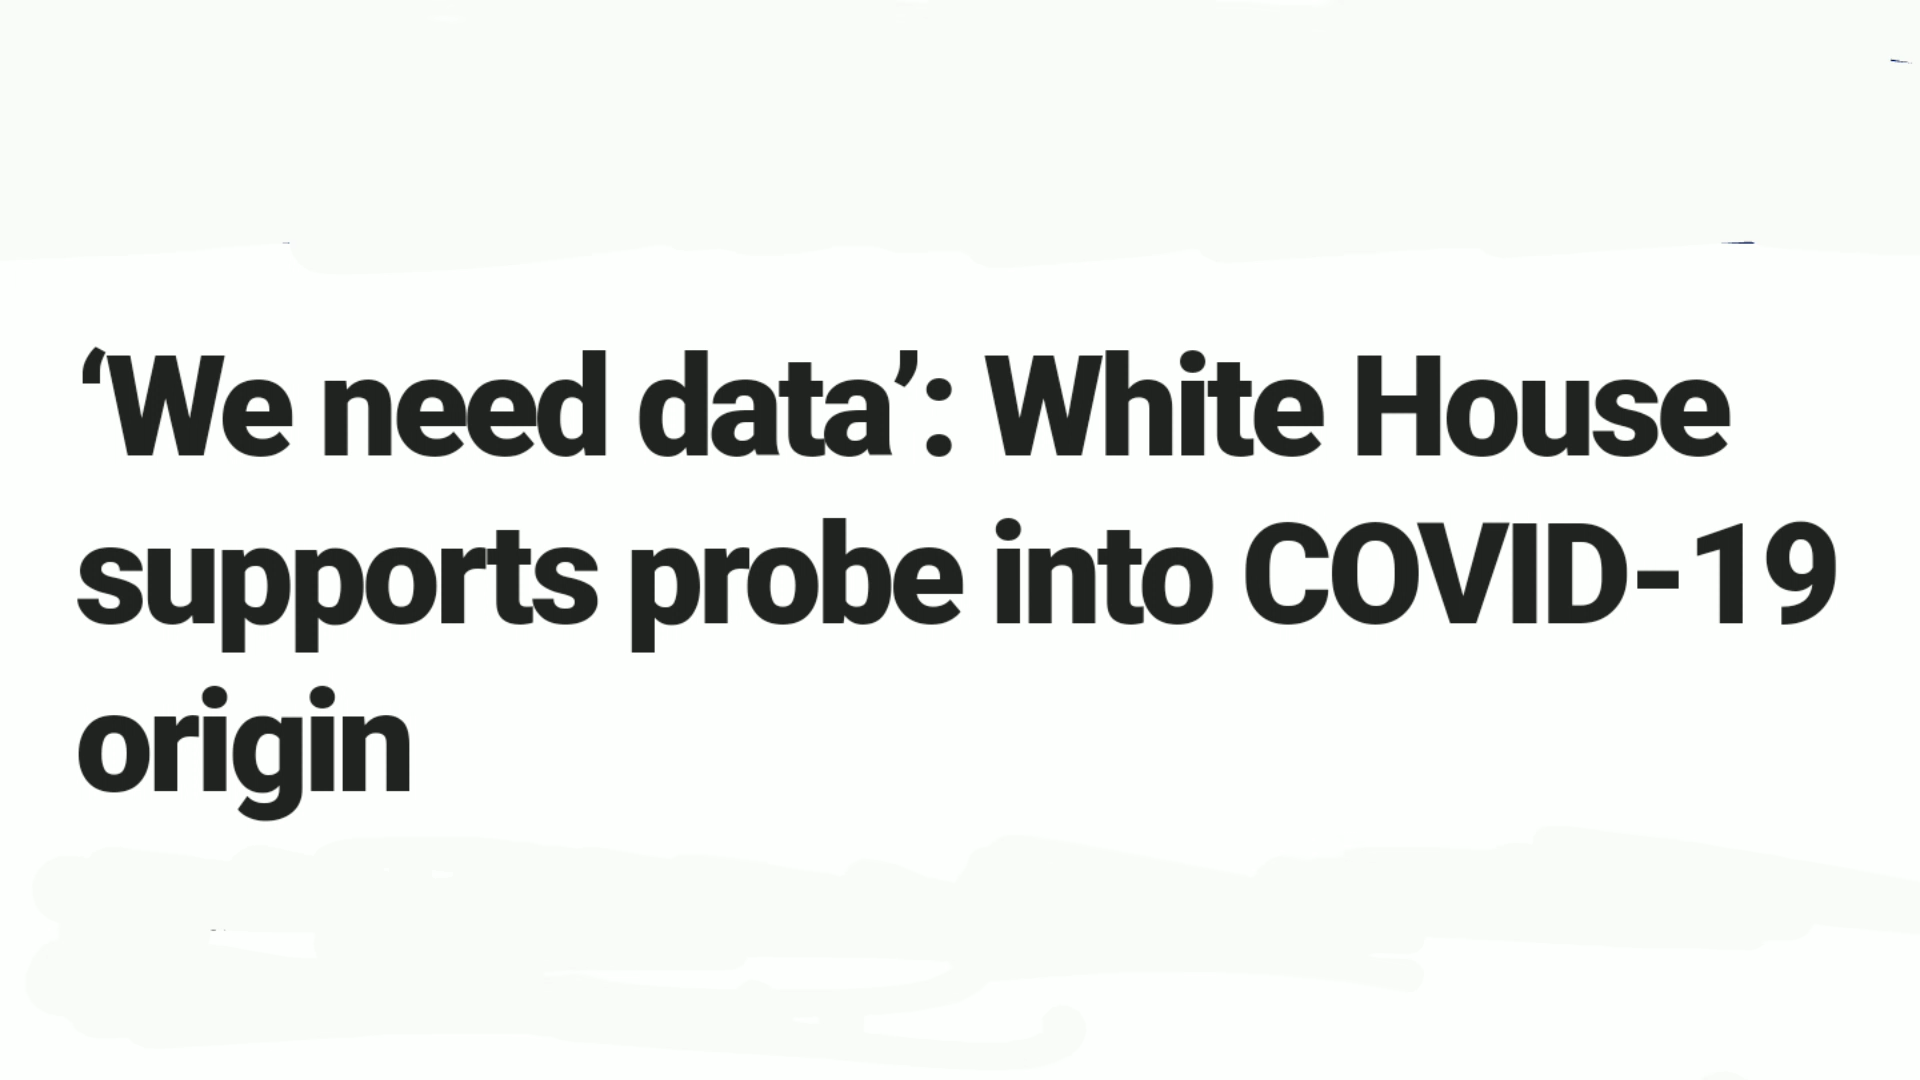 ‘We need data’: White House
supports probe into COVID-19
origin